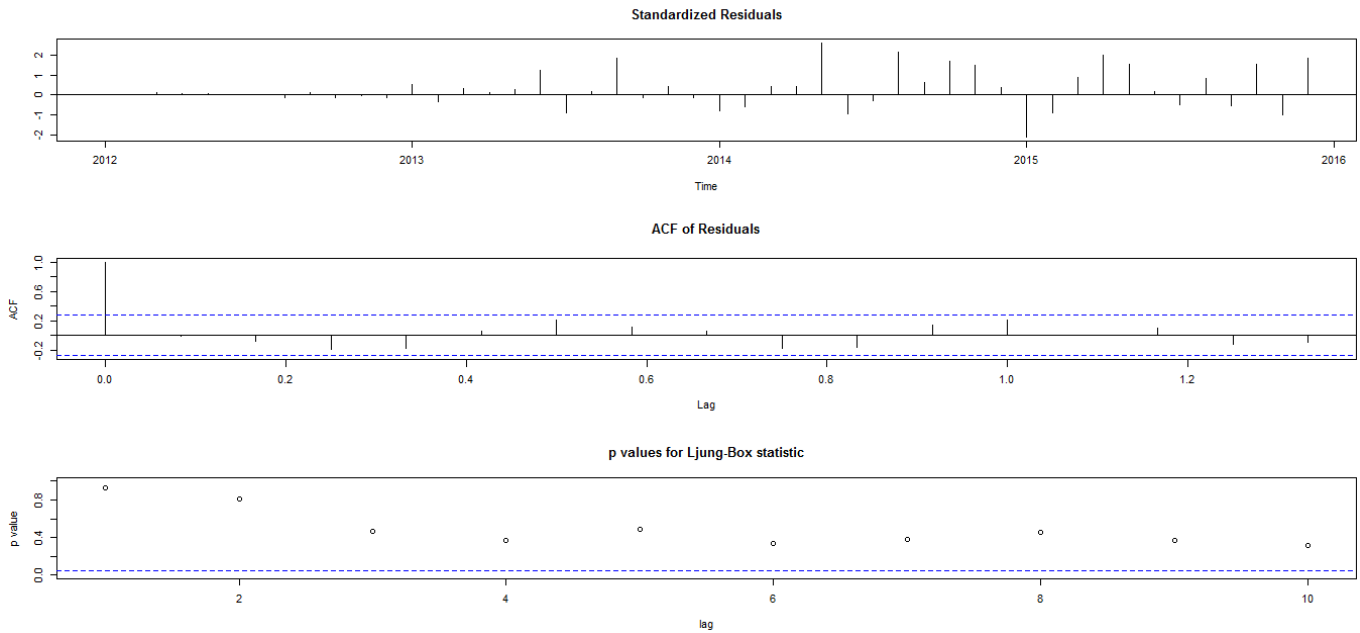 Standardized Residuals
2
1
0
-1
-2
2012 2013 2014 2015 2016
Time
ACF of Residuals
ACF
1.0
0.6
0.2
-0.2
0.0 0.2 0.4 0.6 0.8 1.0 1.2
Lag
p values for Ljung-Box statistic
p value
0.8
0.4
0.0
2 4 6 8 10
lag